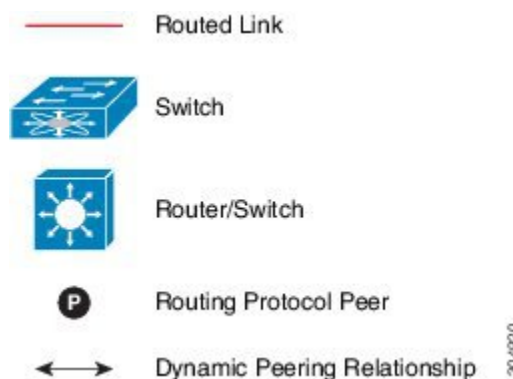 Routed Link
Switch
Router/Switch
P
Routing Protocol Peer
Dynamic Peering Relationship